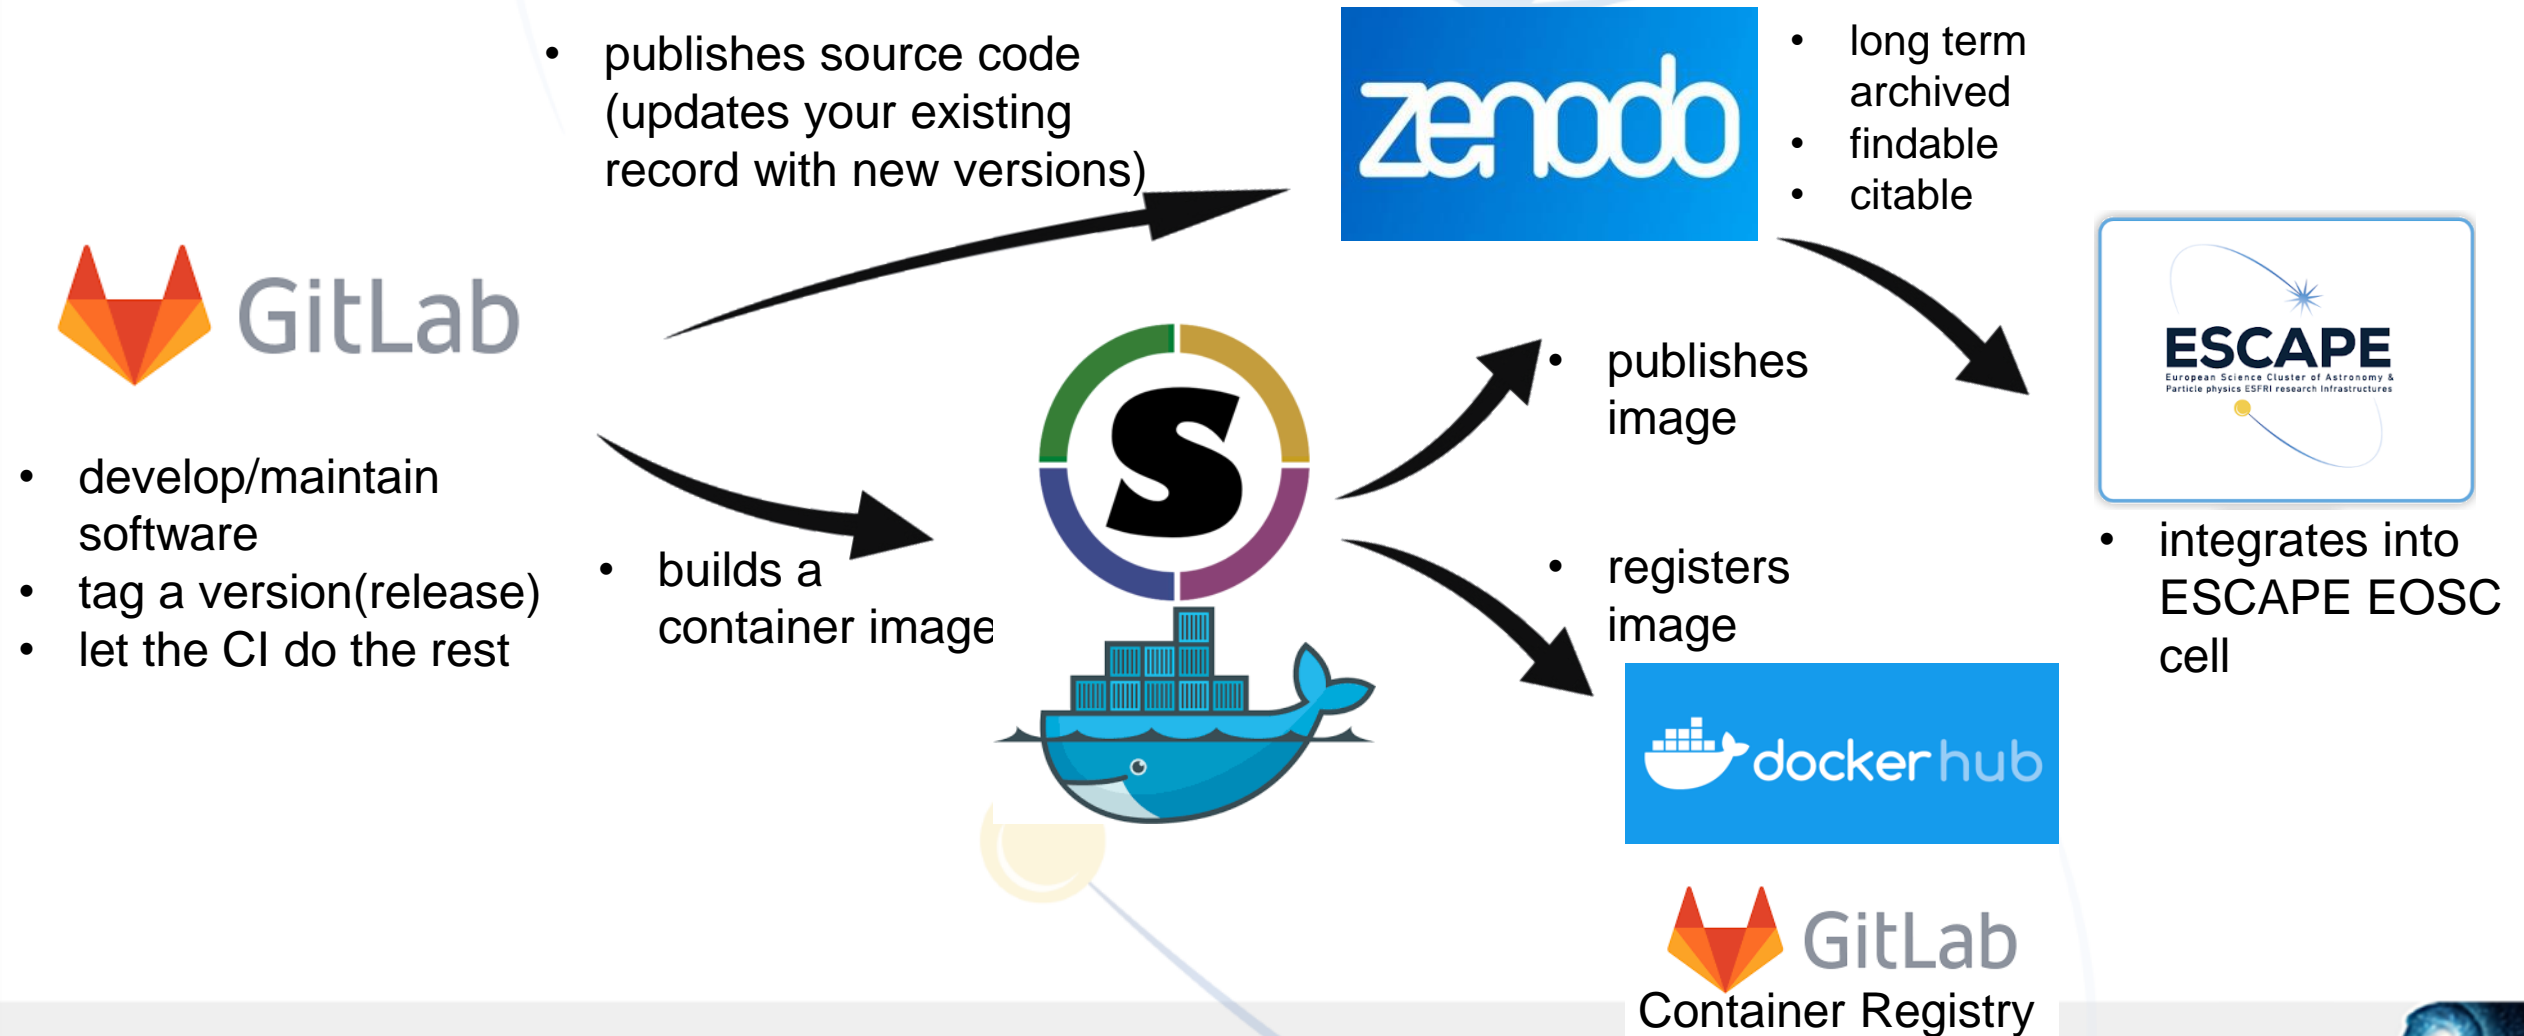 • publishes source code
(updates your existing
record with new versions)
zenodo
• long term
archived
• findable
• citable
GitLab
• develop/maintain
software
• tag a version(release)
• let the CI do the rest
• builds a
container image
S
• publishes
image
• registers
image
ESCAPE
European Science Cluster of Astronomy &
Particle physics ESFRI research Infrastructures
• integrates into
ESCAPE EOSC
cell
dockerhub
GitLab
Container Registry